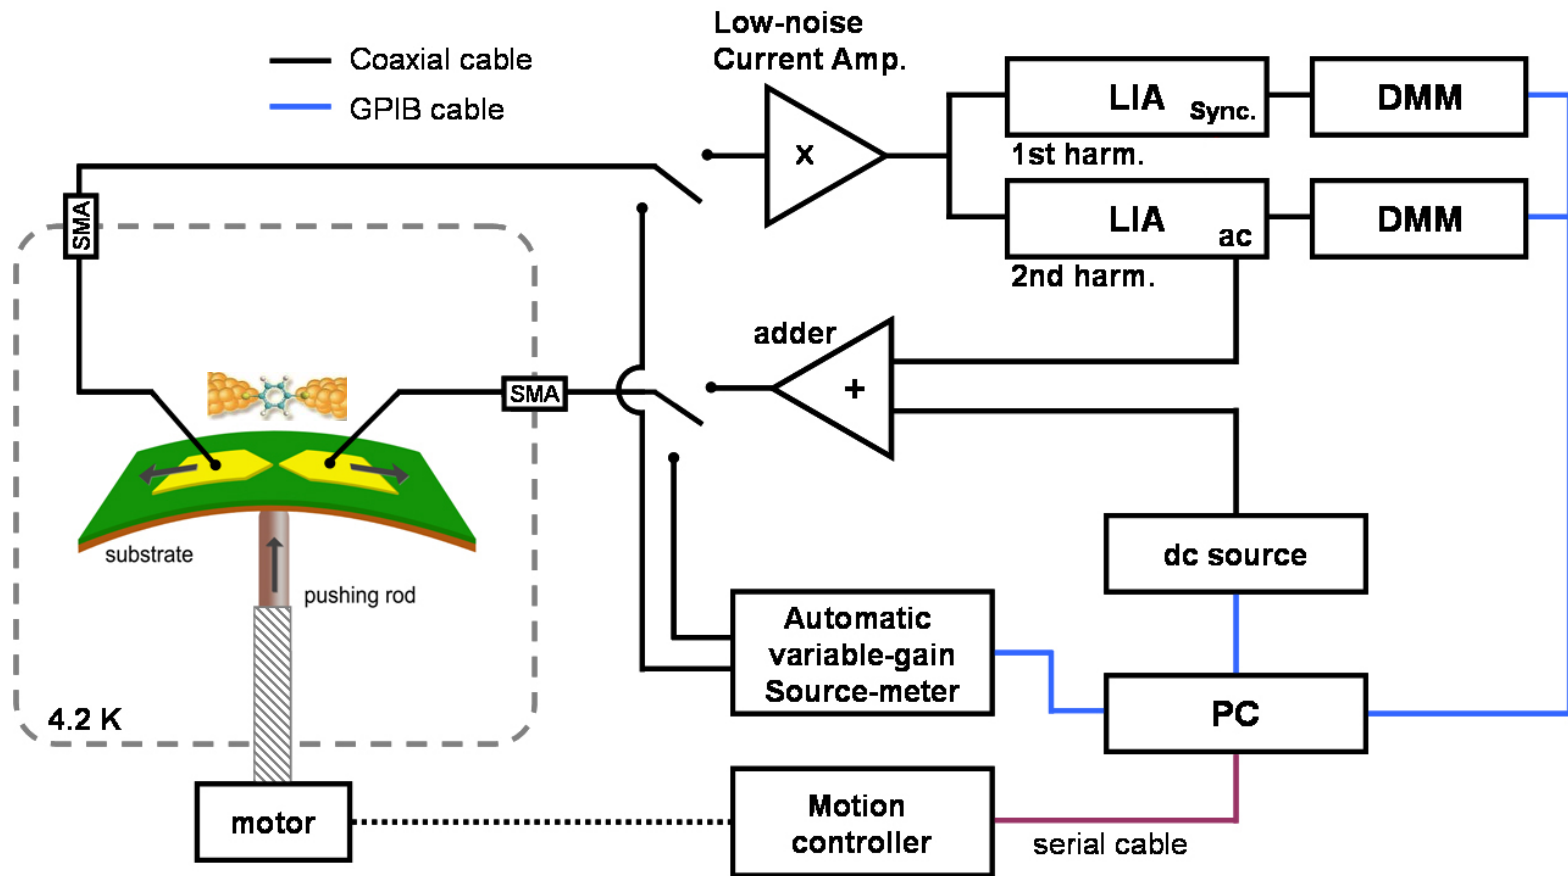 Low-noise
Current Amp.
Coaxial cable
GPIB cable
x
LIA
Sync.
DMM
1st harm.
LIA
ac
DMM
2nd harm.
SMA
adder
+
SMA
substrate
pushing rod
4.2 K
dc source
Automatic
variable-gain
Source-meter
PC
motor
Motion
controller
serial cable